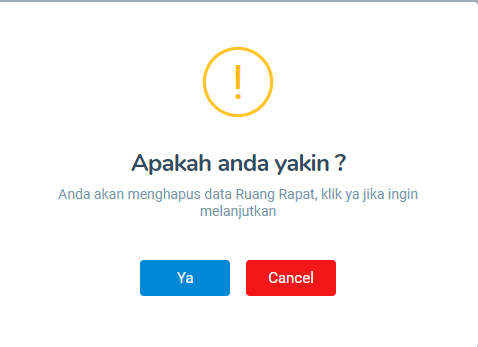 Apakah anda yakin ?
Anda akan menghapus data Ruang Rapat, klik ya jika ingin
melanjutkan
Ya
Cancel